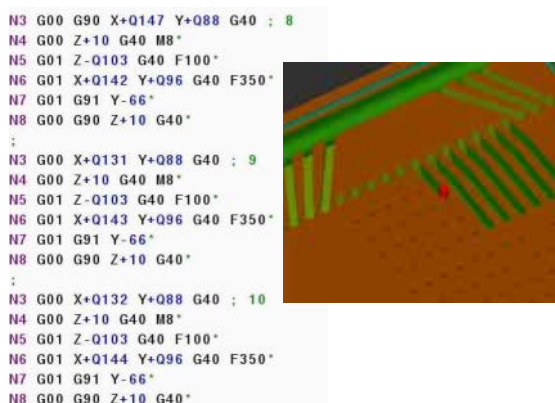 N3 G00 G90 X+Q147 Y+Q88 G40 ; 8
N4 G00 Z+10 G40 M8*
N5 G01 Z-Q103 G40 F100*
N6 G01 X+Q142 Y+Q96 G40 F350*
N7 G01 G91 Y-66*
N8 G00 G90 Z+10 G40*
;
N3 G00 X+Q131 Y+Q88 G40 ; 9
N4 G00 Z+10 G40 M8*
N5 G01 Z-Q103 G40 F100*
N6 G01 X+Q143 Y+Q96 G40 F350*
N7 G01 G91 Y-66*
N8 G00 G90 Z+10 G40*
;
N3 G00 X+Q132 Y+Q88 G40 ; 10
N4 G00 Z+10 G40 M8*
N5 G01 Z-Q103 G40 F100*
N6 G01 X+Q144 Y+Q96 G40 F350*
N7 G01 G91 Y-66*
N8 G00 G90 Z+10 G40*